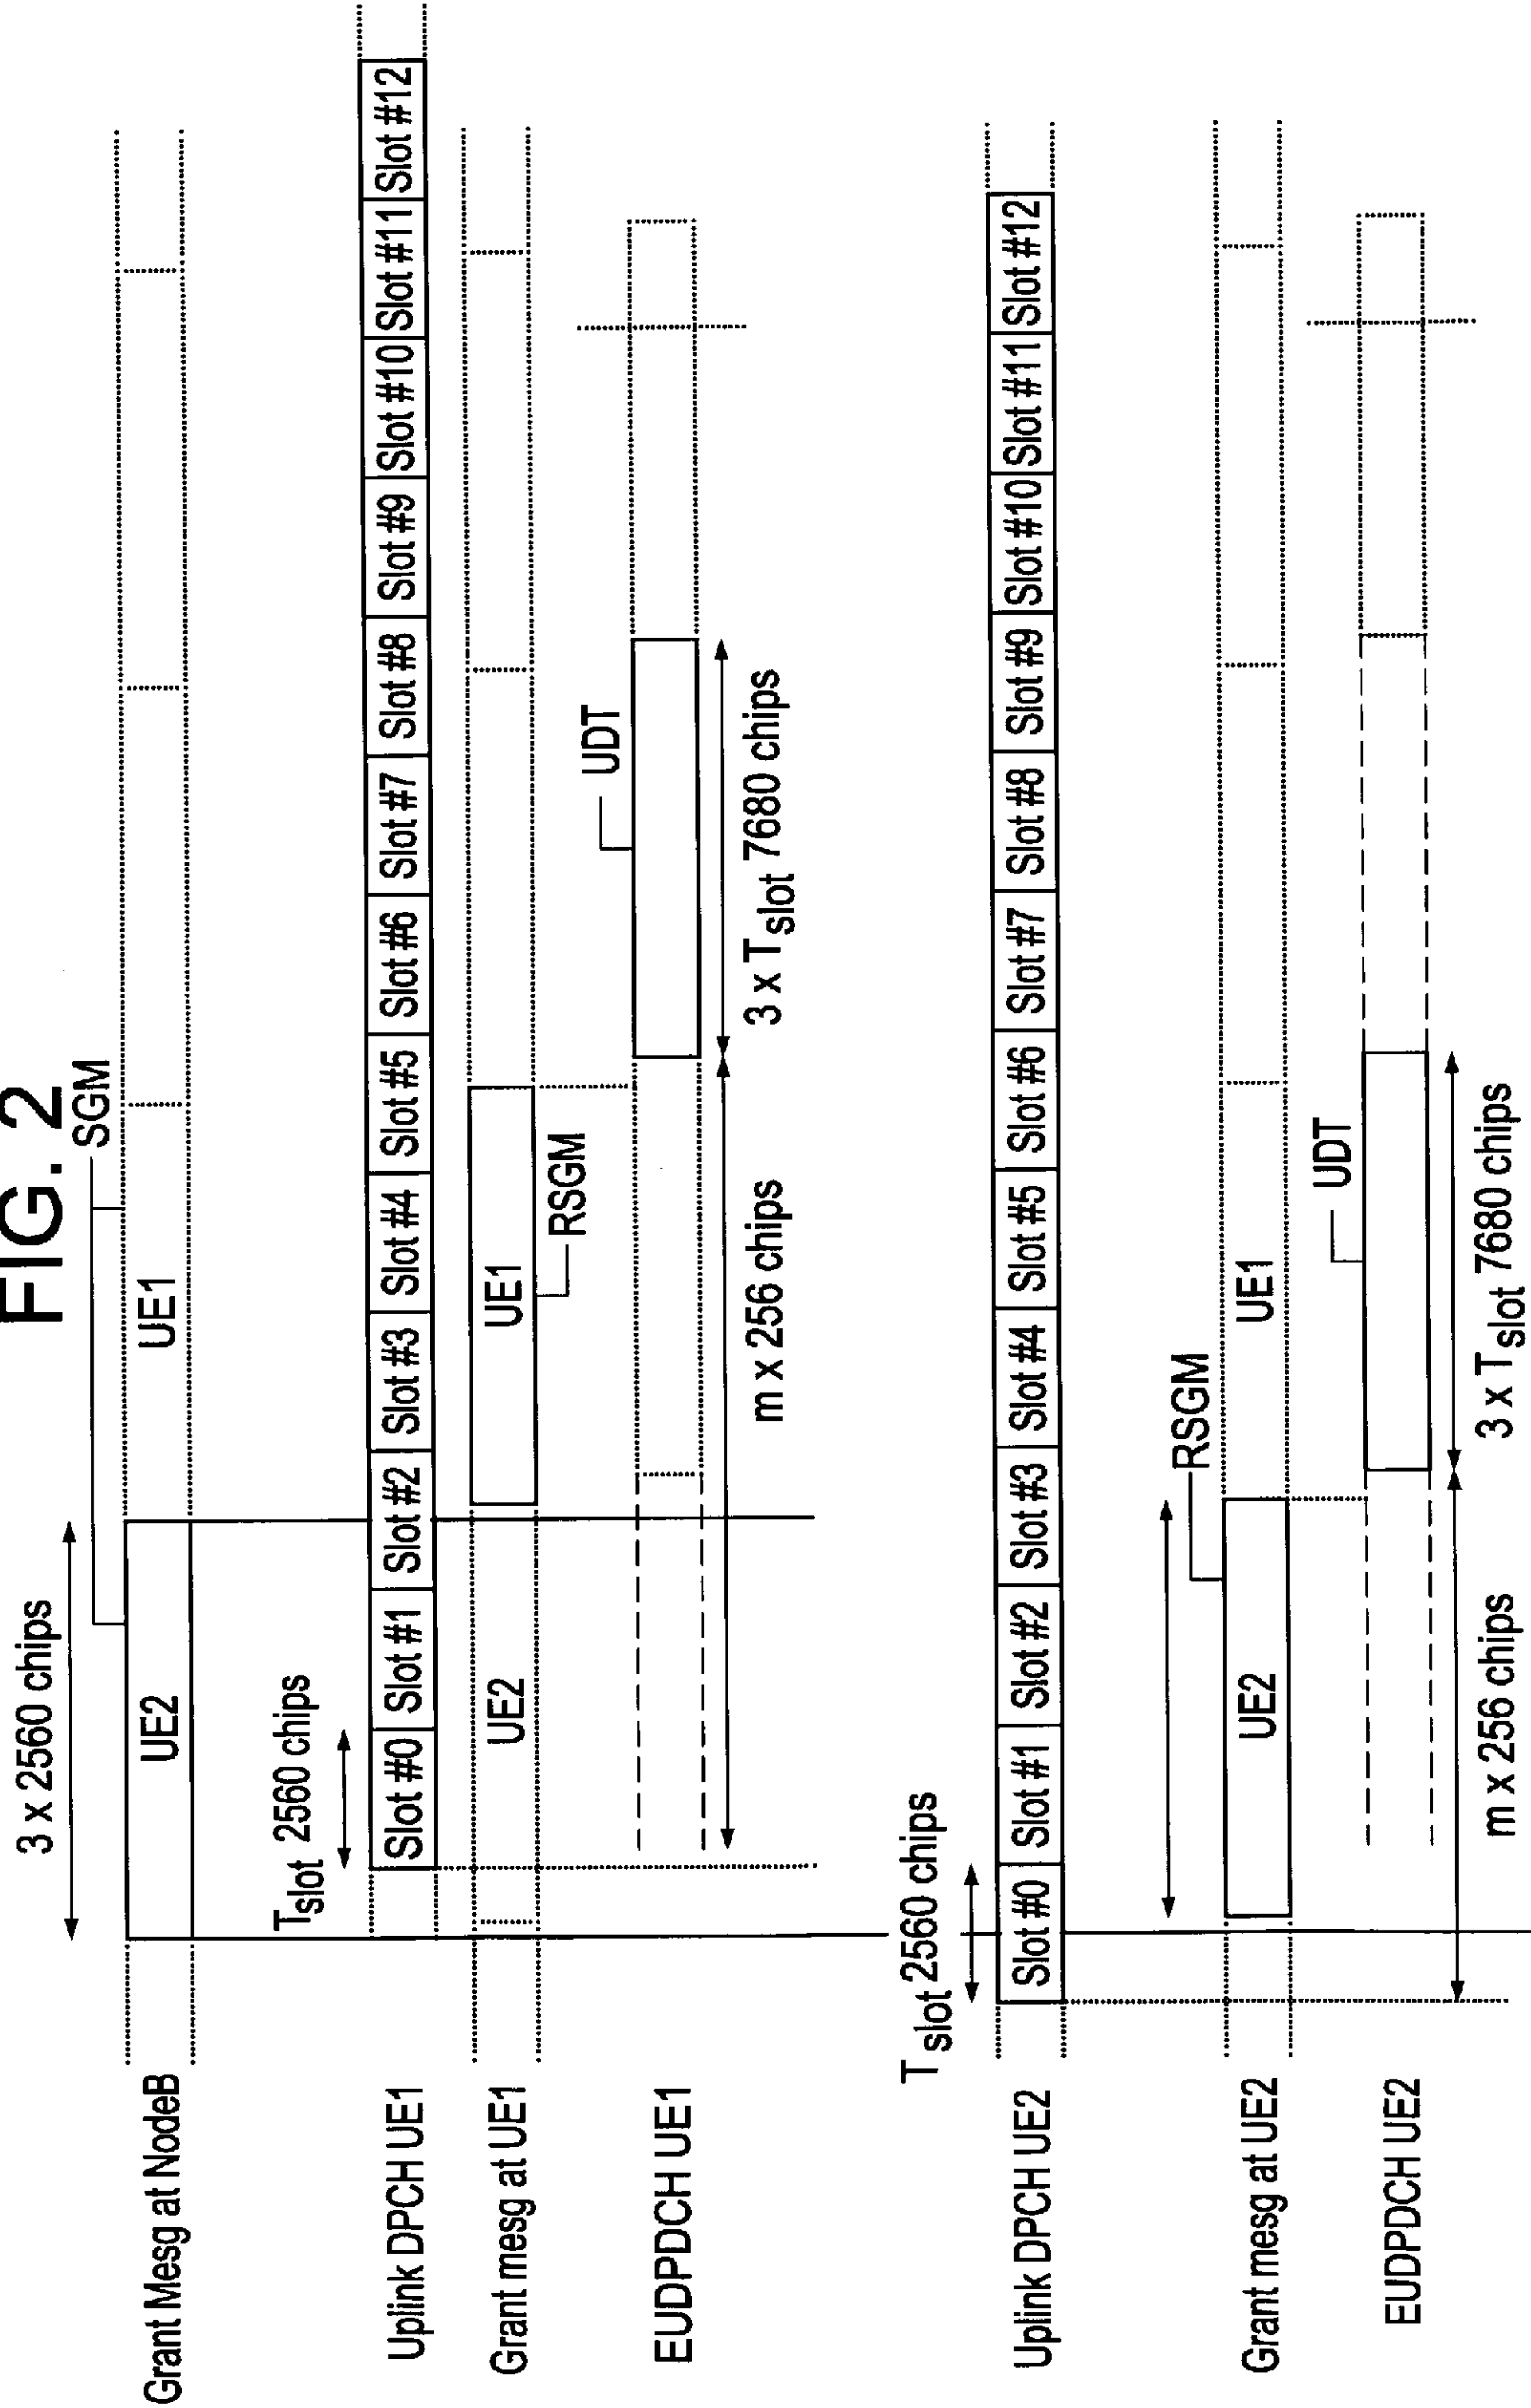 FIG. 2
SGM
3 x 2560 chips
Grant Mesg at NodeB
UE2
UE1
Tslot 2560 chips
Uplink DPCH UE1
Slot #0
Slot #1
Slot #2
Slot #3
Slot #4
Slot #5
Slot #6
Slot #7
Slot #8
Slot #9
Slot #10
Slot #11
Slot #12
Grant mesg at UE1
UE2
UE1
RSGM
UDT
EUDPDCH UE1
m x 256 chips
3 x Tslot 7680 chips
Tslot 2560 chips
Uplink DPCH UE2
Slot #0
Slot #1
Slot #2
Slot #3
Slot #4
Slot #5
Slot #6
Slot #7
Slot #8
Slot #9
Slot #10
Slot #11
Slot #12
RSGM
Grant mesg at UE2
UE2
UE1
UDT
EUDPDCH UE2
m x 256 chips
3 x Tslot 7680 chips